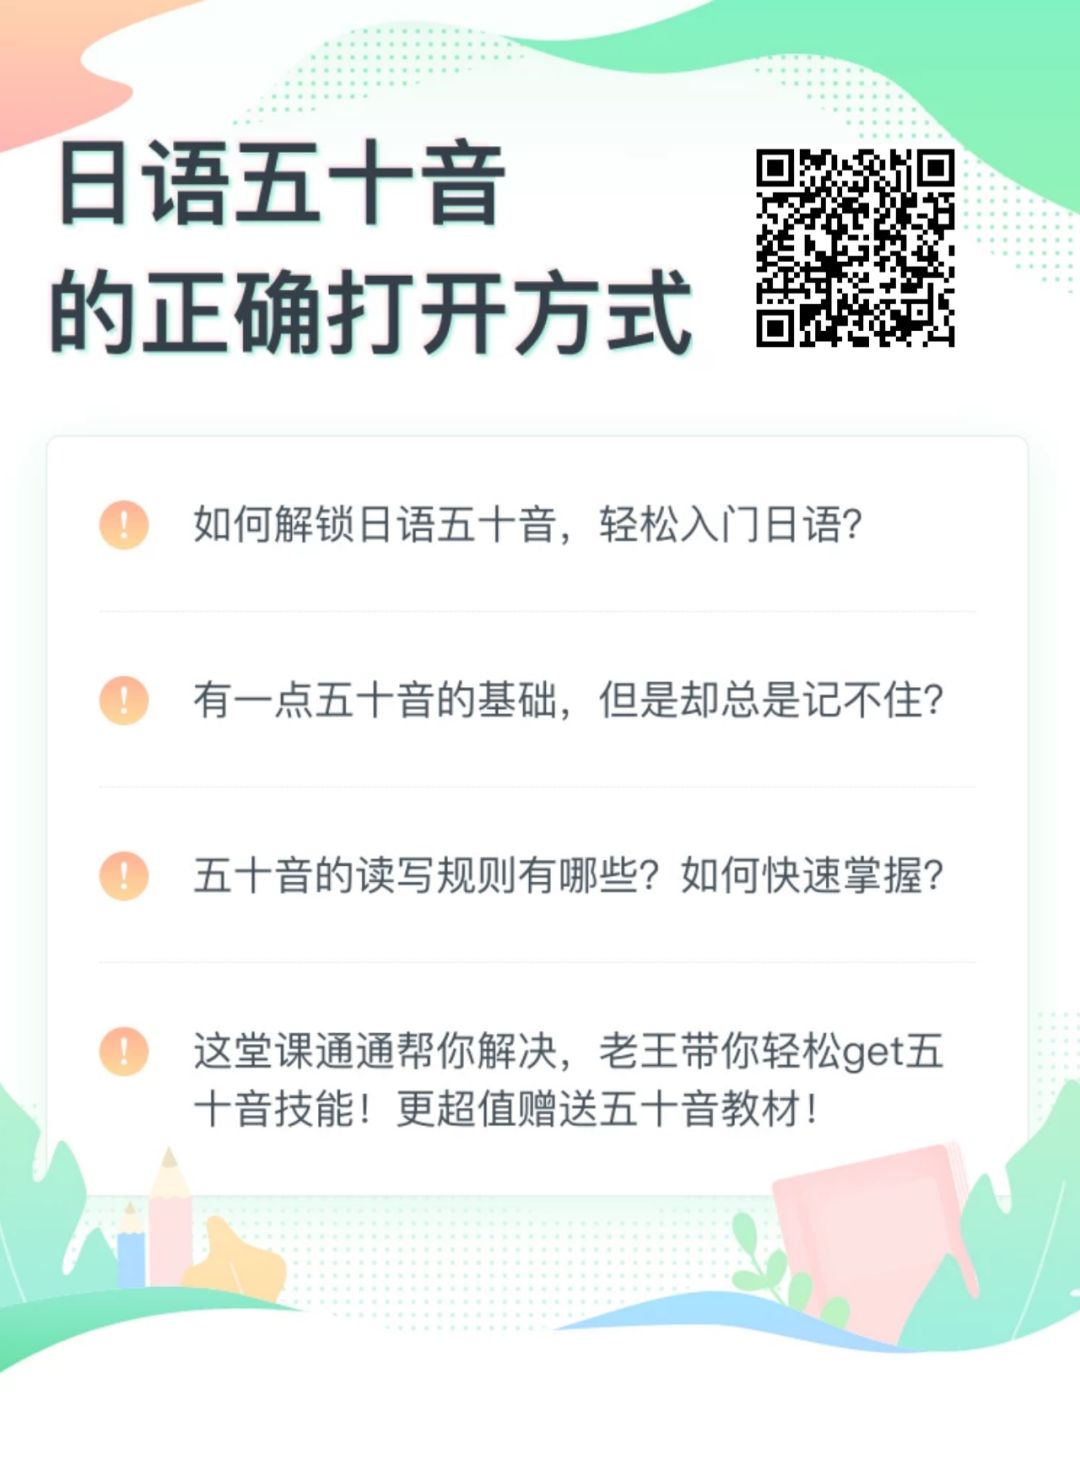 日语五十音
的正确打开方式
如何解锁日语五十音，轻松入门日语？
有一点五十音的基础，但是却总是记不住？
五十音的读写规则有哪些？如何快速掌握？
这堂课通通帮你解决，老王带你轻松get五
十音技能！更超值赠送五十音教材！